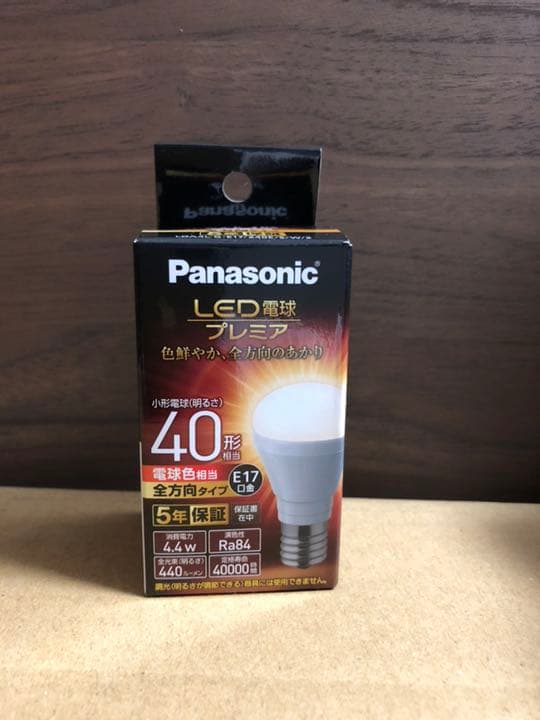 Panasonic
Panasonic®
LED電球
プレミア
色鮮やか、全方向のあかり
小形電球(明るさ)
40形
相当
電球色相当
全方向タイプ
E17
口金
5年保証
保証書
在中
消費電力
4.4W
演色性
Ra84
全光束(明るさ)
440ルーメン
定格寿命
40000時間
調光(明るさが調節できる)器具には使用できません。